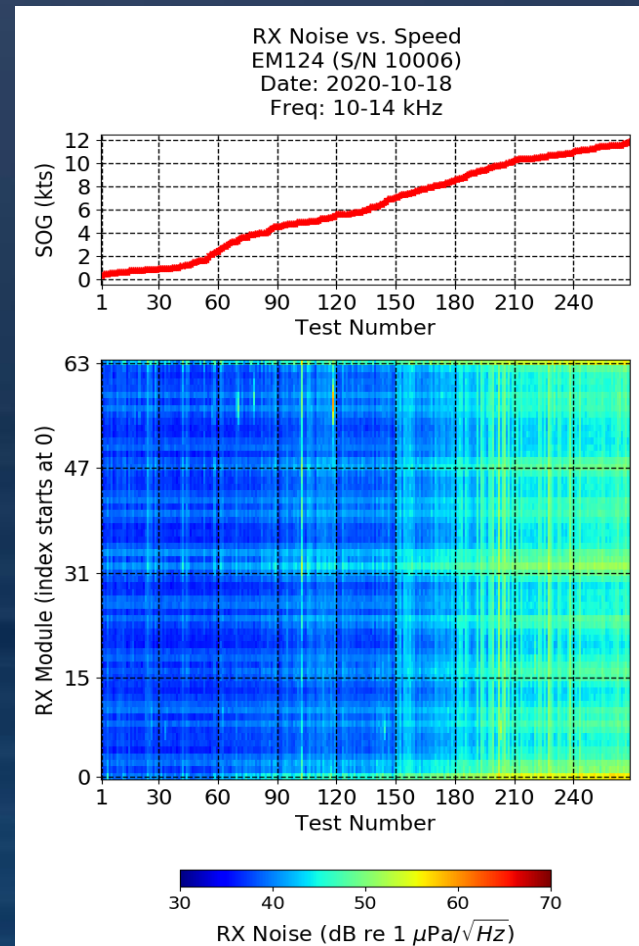 RX Noise vs. Speed
EM124 (S/N 10006)
Date: 2020-10-18
Freq: 10-14 kHz
SOG (kts)
12
10
8
6
4
2
0
1 30 60 90 120 150 180 210 240
Test Number
RX Module (index starts at 0)
63
47
31
15
0
1 30 60 90 120 150 180 210 240
Test Number
30 40 50 60 70
RX Noise (dB re 1 μPa/√Hz)